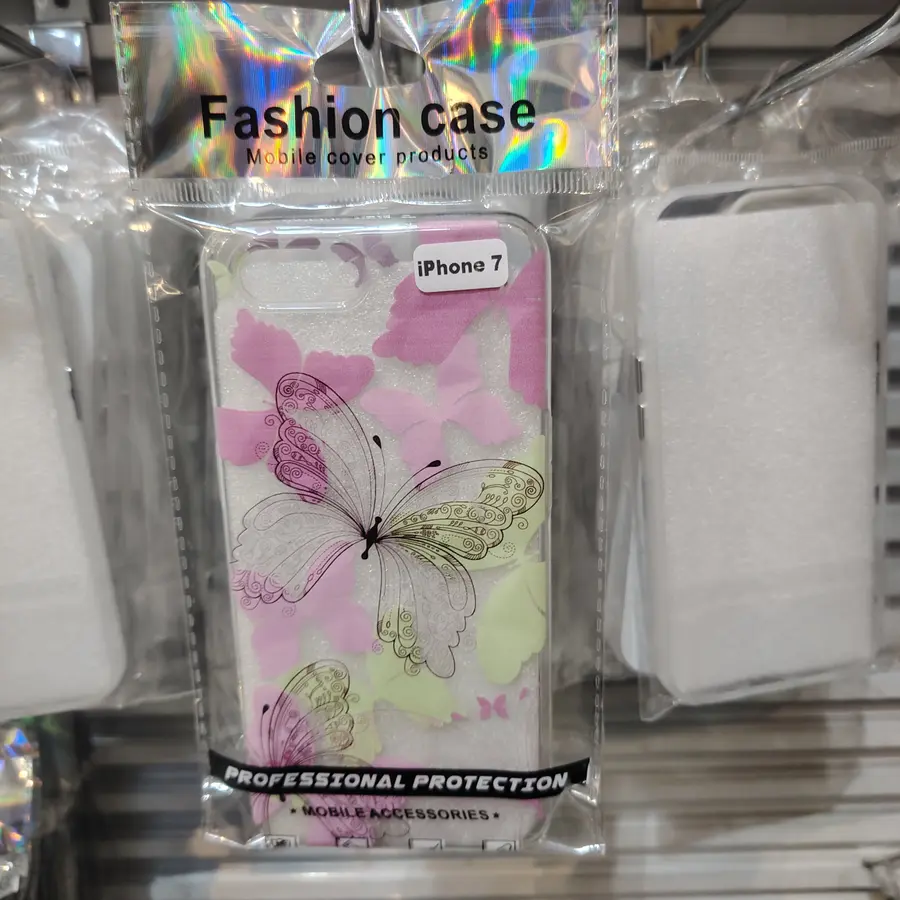 Fashion case
Mobile cover products
iPhone 7
PROFESSIONAL PROTECTION
* MOBILE ACCESSORIES *